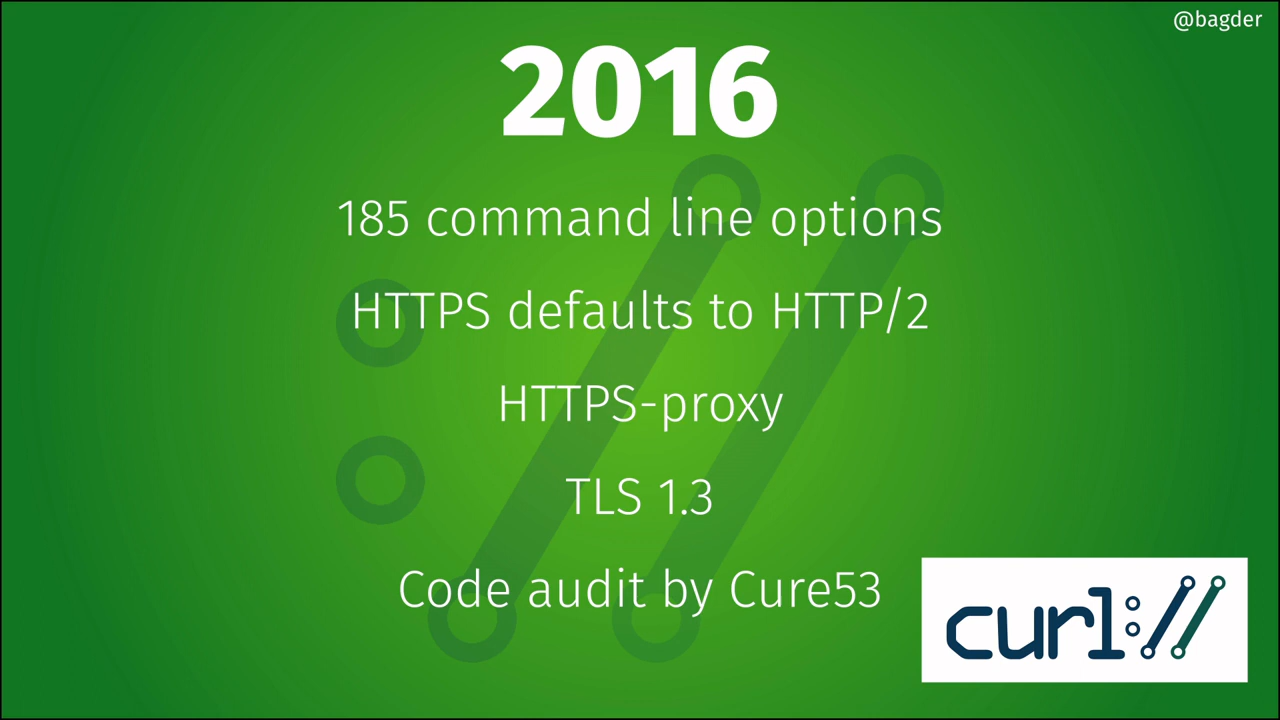 @bagder
2016
185 command line options
HTTPS defaults to HTTP/2
HTTPS-proxy
TLS 1.3
Code audit by Cure53
curl://